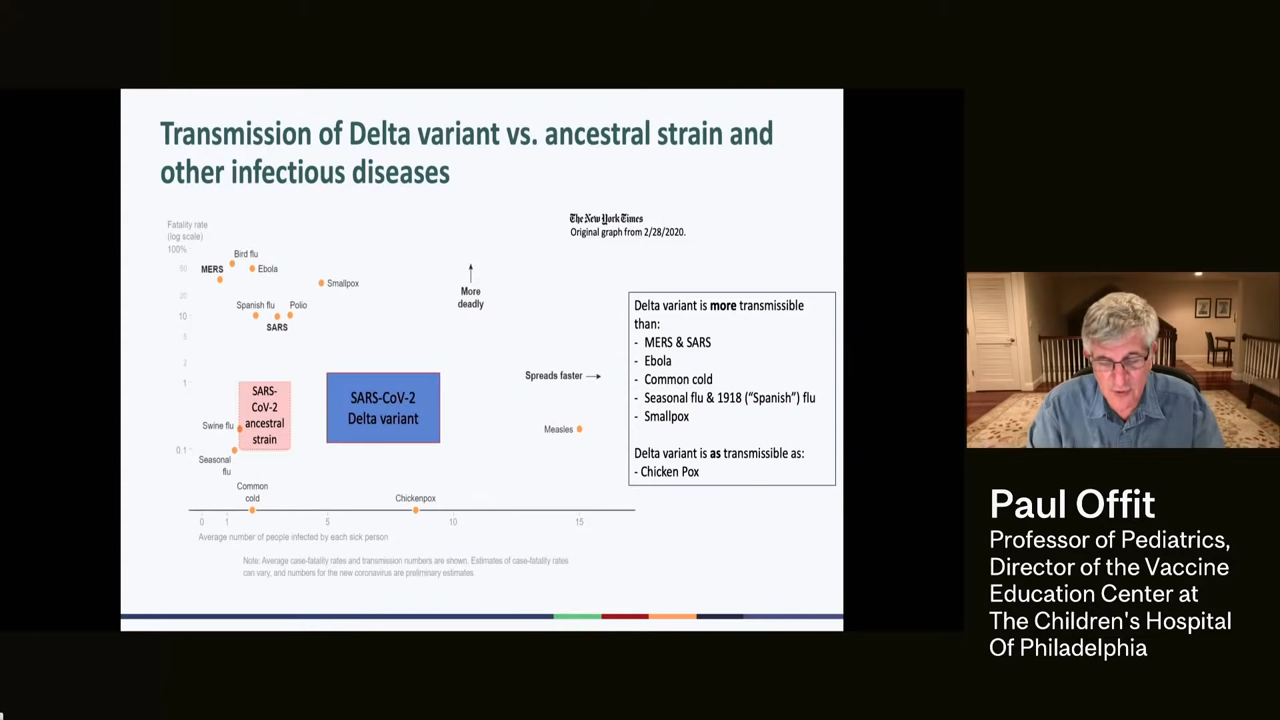 Transmission of Delta variant vs. ancestral strain and
other infectious diseases
The New York Times
Original graph from 2/28/2020.
Fatality rate
(log scale)
100%
50
20
10
5
2
1
0.1
Bird flu
MERS
Ebola
Smallpox
Spanish flu
Polio
SARS
More
deadly
Spreads faster
SARS-
CoV-2
ancestral
strain
SARS-CoV-2
Delta variant
Swine flu
Seasonal
flu
Measles
Common
cold
Chickenpox
0 1 5 10 15
Average number of people infected by each sick person
Note: Average case-fatality rates and transmission numbers are shown. Estimates of case-fatality rates
can vary, and numbers for the new coronavirus are preliminary estimates
Delta variant is more transmissible
than:
- MERS & SARS
- Ebola
- Common cold
- Seasonal flu & 1918 ("Spanish") flu
- Smallpox
Delta variant is as transmissible as:
- Chicken Pox
Paul Offit
Professor of Pediatrics,
Director of the Vaccine
Education Center at
The Children's Hospital
Of Philadelphia